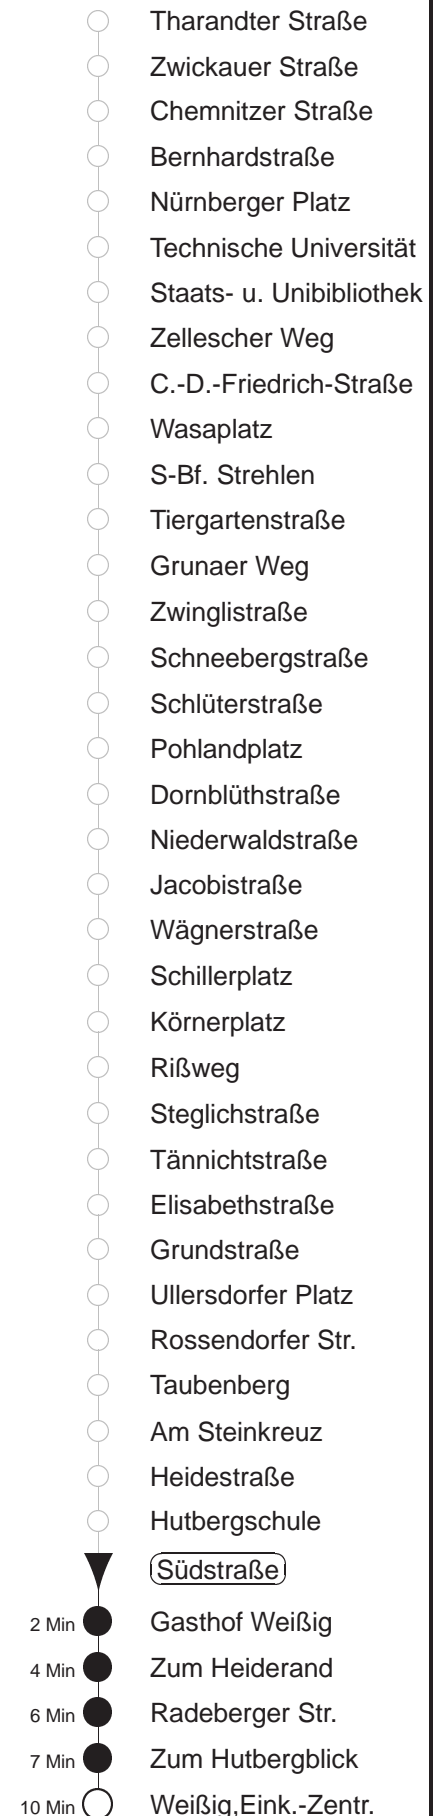 Tharandter Straße
Zwickauer Straße
Chemnitzer Straße
Bernhardstraße
Nürnberger Platz
Technische Universität
Staats- u. Unibibliothek
Zellescher Weg
C.-D.-Friedrich-Straße
Wasaplatz
S-Bf. Strehlen
Tiergartenstraße
Grunaer Weg
Zwinglistraße
Schneebergstraße
Schlüterstraße
Pohlandplatz
Dornblüthstraße
Niederwaldstraße
Jacobistraße
Wägnerstraße
Schillerplatz
Körnerplatz
Rißweg
Steglichstraße
Tännichtstraße
Elisabethstraße
Grundstraße
Ullersdorfer Platz
Rossendorfer Str.
Taubenberg
Am Steinkreuz
Heidestraße
Hutbergschule
Südstraße
2 Min Gasthof Weißig
4 Min Zum Heiderand
6 Min Radeberger Str.
7 Min Zum Hutbergblick
10 Min Weißig,Eink.-Zentr.